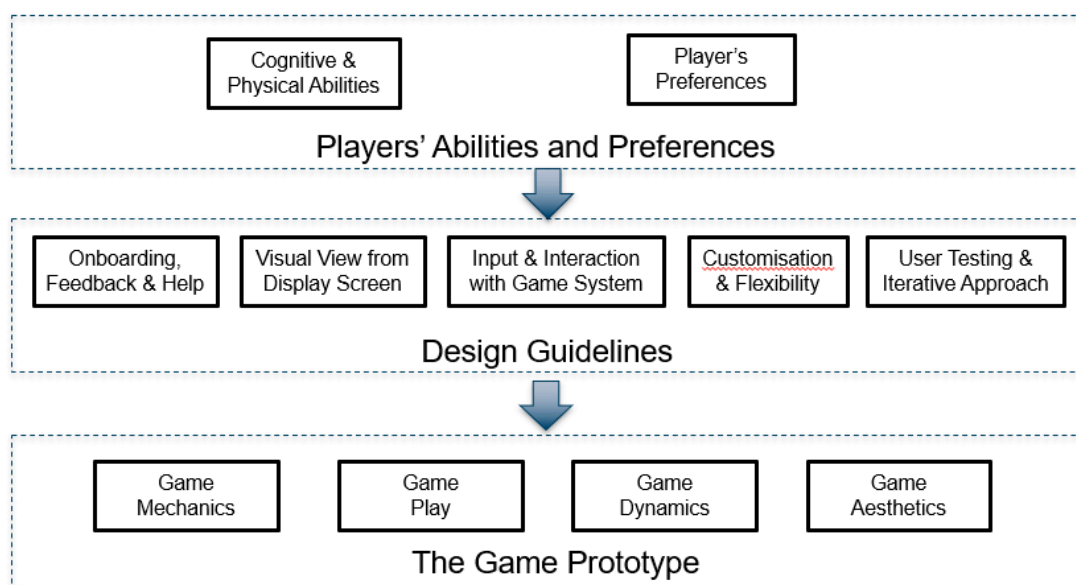 Cognitive &
Physical Abilities
Player's
Preferences
Players' Abilities and Preferences
Onboarding,
Feedback & Help
Visual View from
Display Screen
Input & Interaction
with Game System
Customisation
& Flexibility
User Testing &
Iterative Approach
Design Guidelines
Game
Mechanics
Game
Play
Game
Dynamics
Game
Aesthetics
The Game Prototype